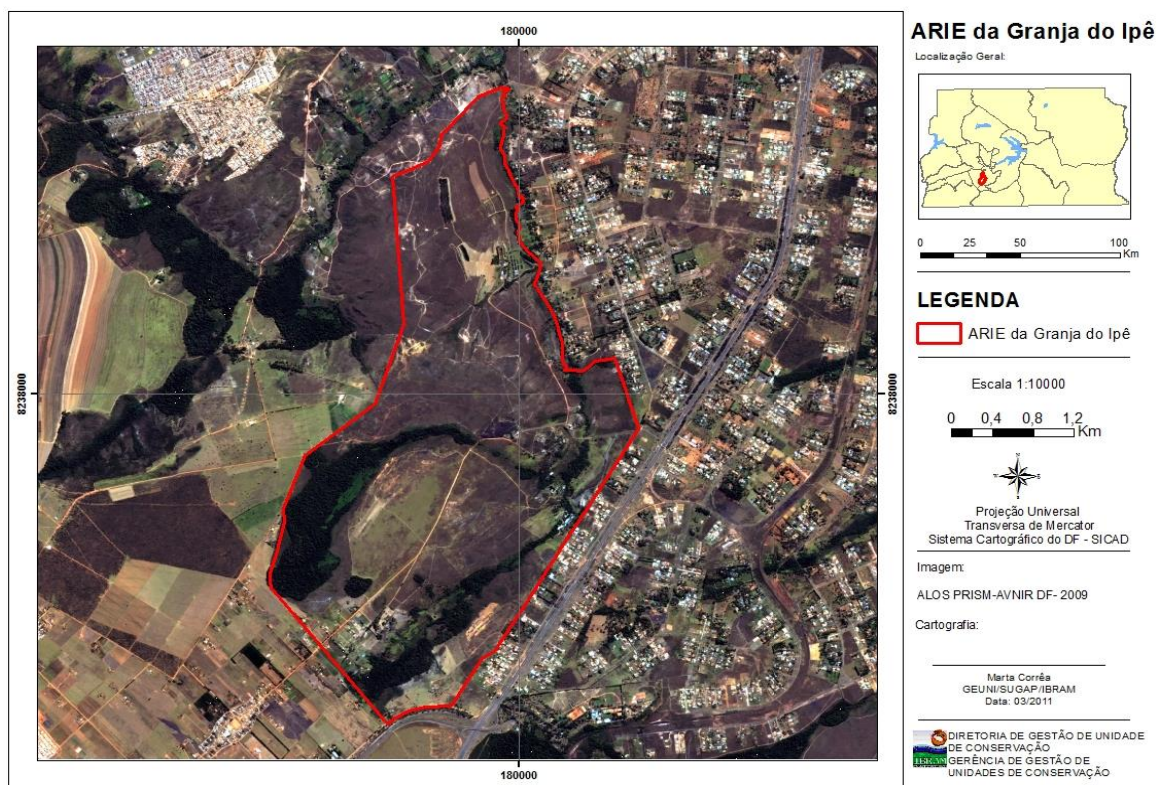 180000
8238000
8238000
180000
ARIE da Granja do Ipê
Localização Geral:
0 25 50 100
Km
LEGENDA
ARIE da Granja do Ipê
Escala 1:10000
0 0,4 0,8 1,2
Km
Projeção Universal
Transversa de Mercator
Sistema Cartográfico do DF - SICAD
Imagem:
ALOS PRISM-AVNIR DF- 2009
Cartografia:
Marta Corrêa
GEUNI/SUGAP/IBRAM
Data: 03/2011
IBRAM
DIRETORIA DE GESTÃO DE UNIDADE
DE CONSERVAÇÃO
GERÊNCIA DE GESTÃO DE
UNIDADES DE CONSERVAÇÃO